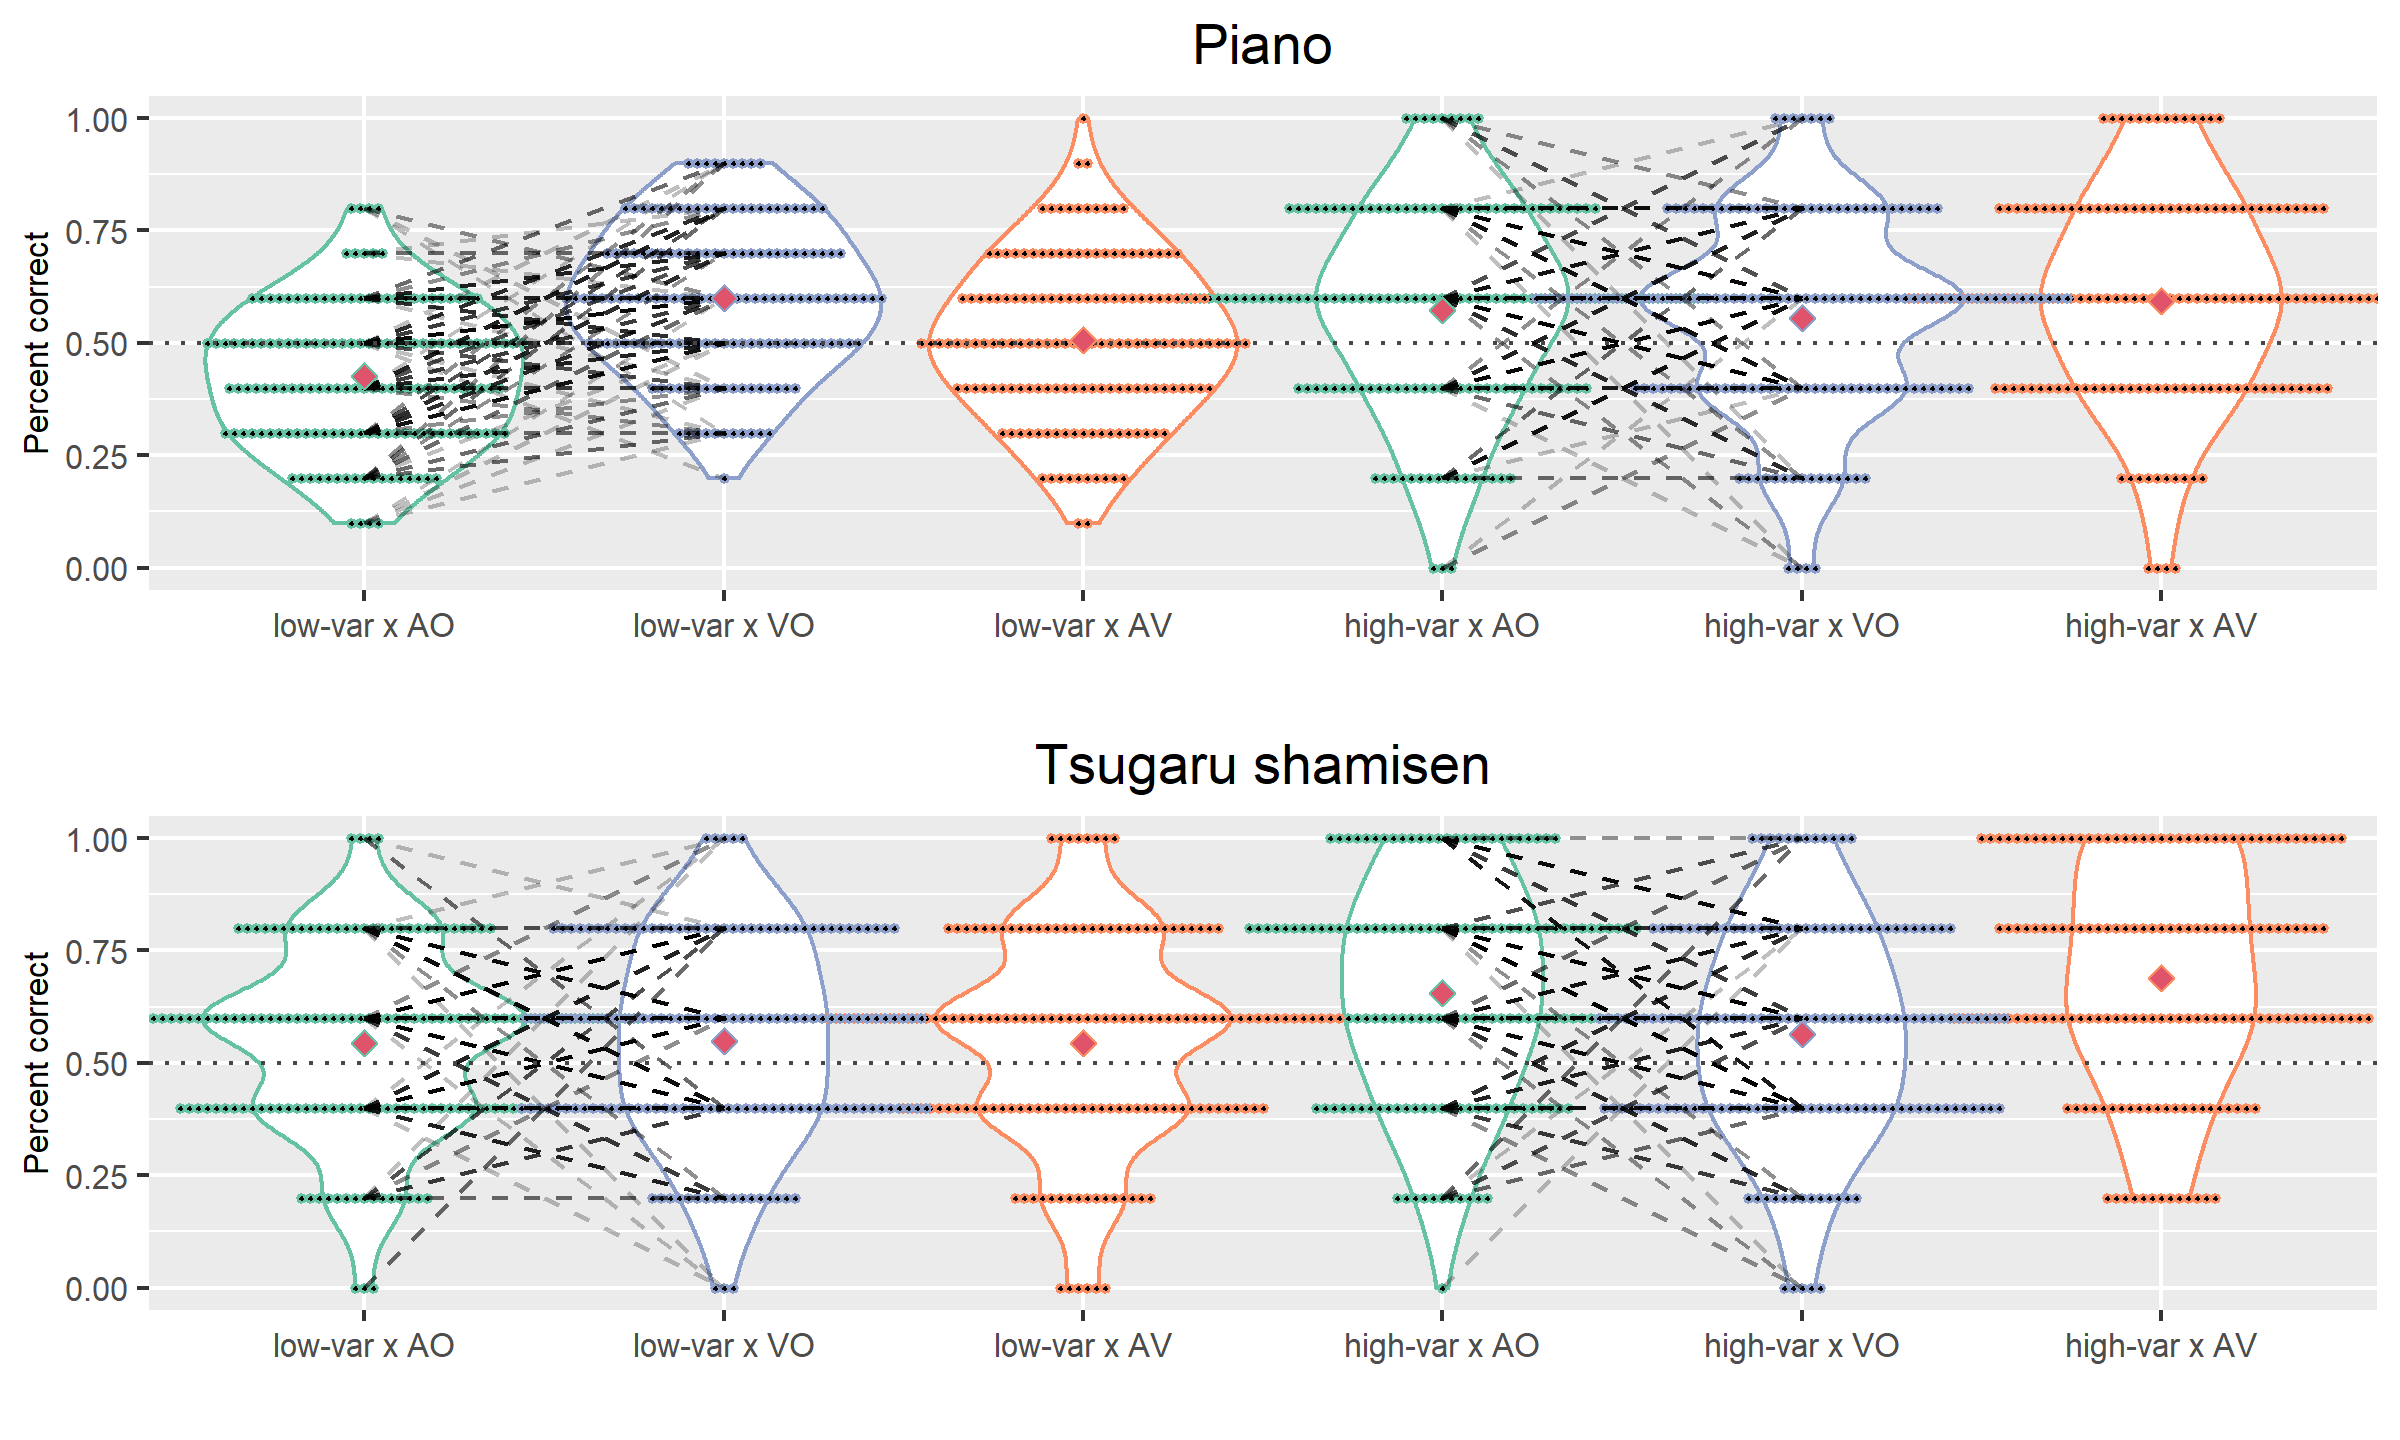 Piano
Percent correct
1.00
0.75
0.50
0.25
0.00
low-var x AO low-var x VO low-var x AV high-var x AO high-var x VO high-var x AV
Tsugaru shamisen
Percent correct
1.00
0.75
0.50
0.25
0.00
low-var x AO low-var x VO low-var x AV high-var x AO high-var x VO high-var x AV